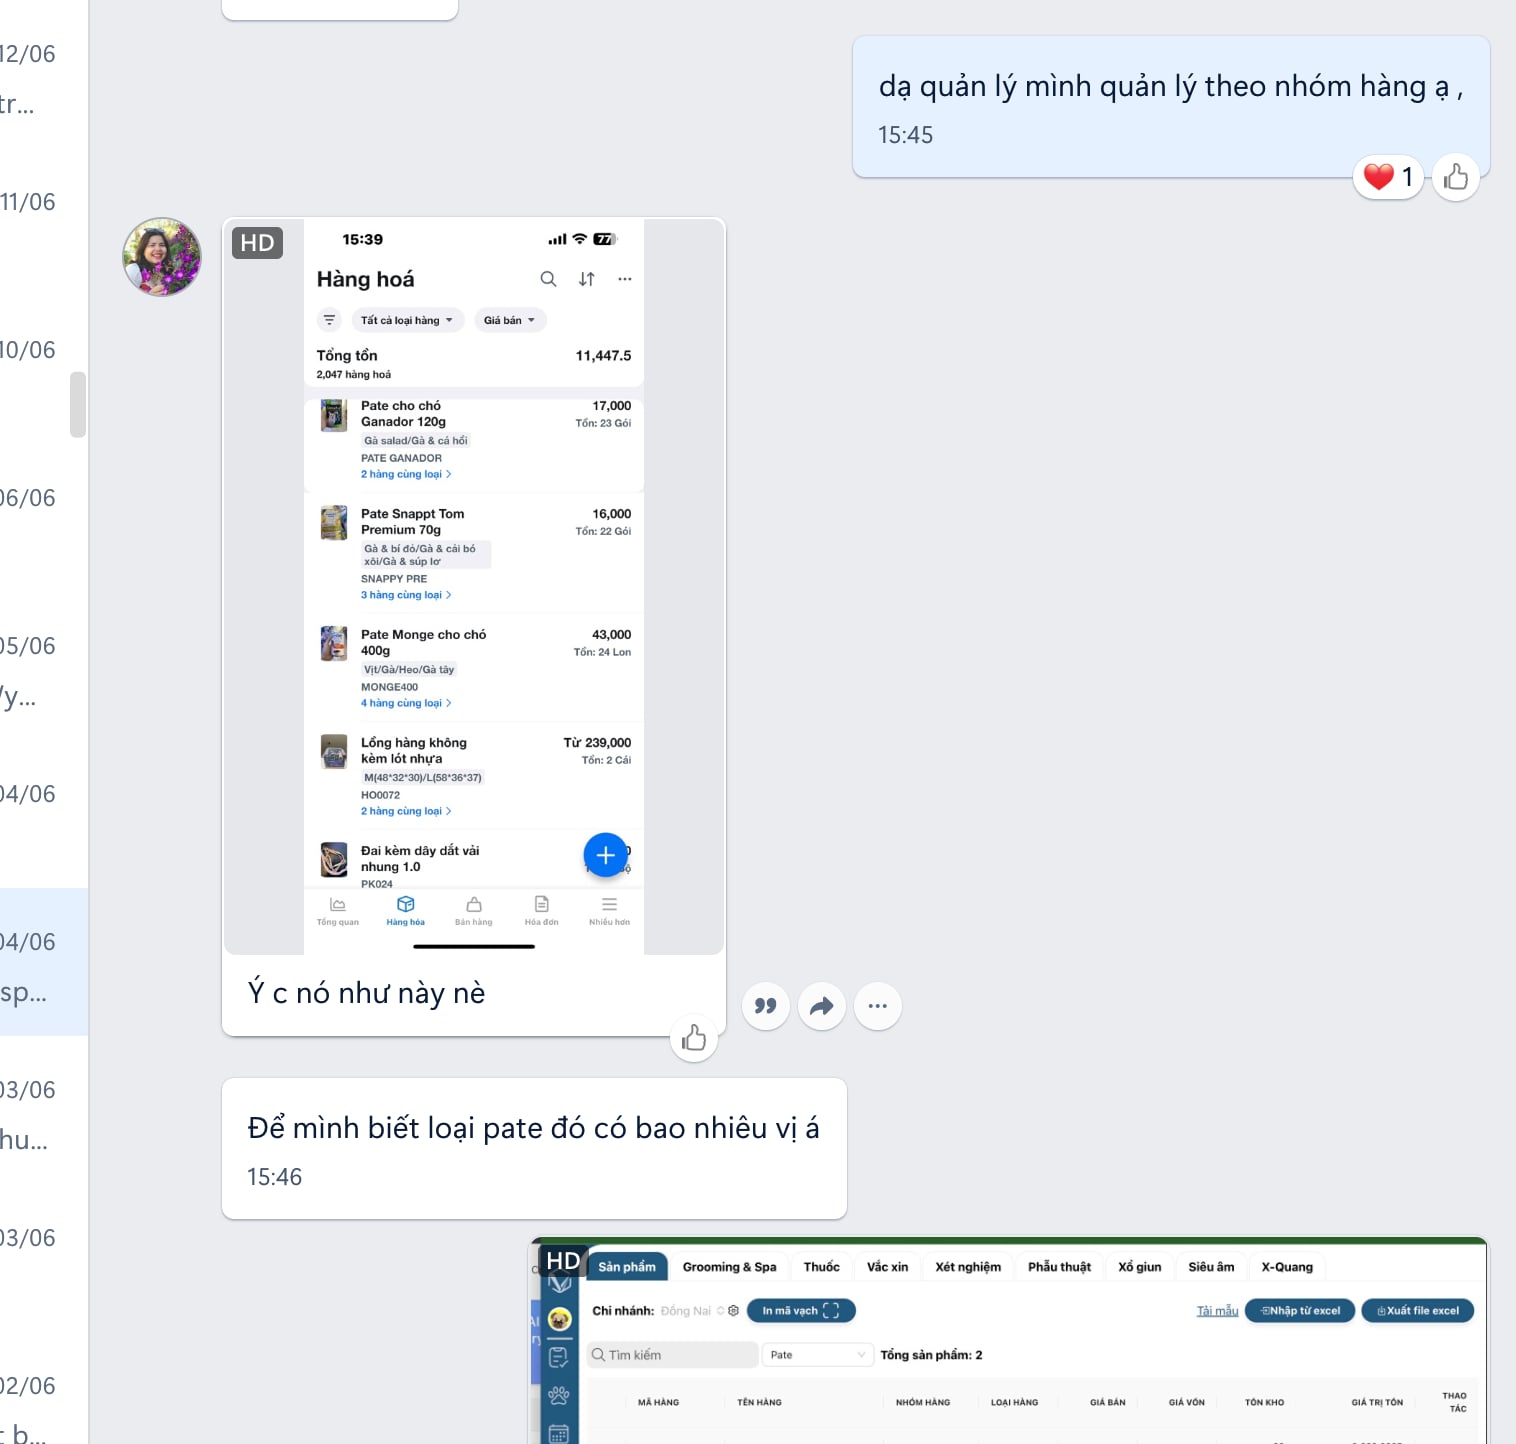 12/06
tr...
11/06
10/06
06/06
05/06
/y...
04/06
04/06
sp...
03/06
hu...
03/06
02/06
t b...
dạ quản lý mình quản lý theo nhóm hàng ạ ,
15:45
1
HD
15:39
77
Hàng hoá
Tất cả loại hàng
Giá bán
Tổng tồn
11,447.5
2,047 hàng hoá
Pate cho chó
Ganador 120g
17,000
Tồn: 23 Gói
Gà salad/Gà & cá hồi
PATE GANADOR
2 hàng cùng loại >
Pate Snappt Tom
Premium 70g
16,000
Tồn: 22 Gói
Gà & bí đỏ/Gà & cải bó
xôi/Gà & súp lơ
SNAPPY PRE
3 hàng cùng loại >
Pate Monge cho chó
400g
43,000
Tồn: 24 Lon
Vịt/Gà/Heo/Gà tây
MONGE400
4 hàng cùng loại >
Lồng hàng không
kèm lót nhựa
Từ 239,000
Tồn: 2 Cái
M(48*32*30)/L(58*36*37)
HO0072
2 hàng cùng loại >
Đai kèm dây dắt vải
nhung 1.0
PK024
Tổng quan
Hàng hóa
Bán hàng
Hóa đơn
Nhiều hơn
Ý c nó như này nè
Để mình biết loại pate đó có bao nhiêu vị á
15:46
HD
Sản phẩm
Grooming & Spa
Thuốc
Vắc xin
Xét nghiệm
Phẫu thuật
Xổ giun
Siêu âm
X-Quang
Chi nhánh: Đồng Nai
In mã vạch
Tải mẫu
Nhập từ excel
Xuất file excel
Tìm kiếm
Pate
Tổng sản phẩm: 2
MÃ HÀNG
TÊN HÀNG
NHÓM HÀNG
LOẠI HÀNG
GIÁ BÁN
GIÁ VỐN
TỒN KHO
GIÁ TRỊ TỒN
THAO
TÁC